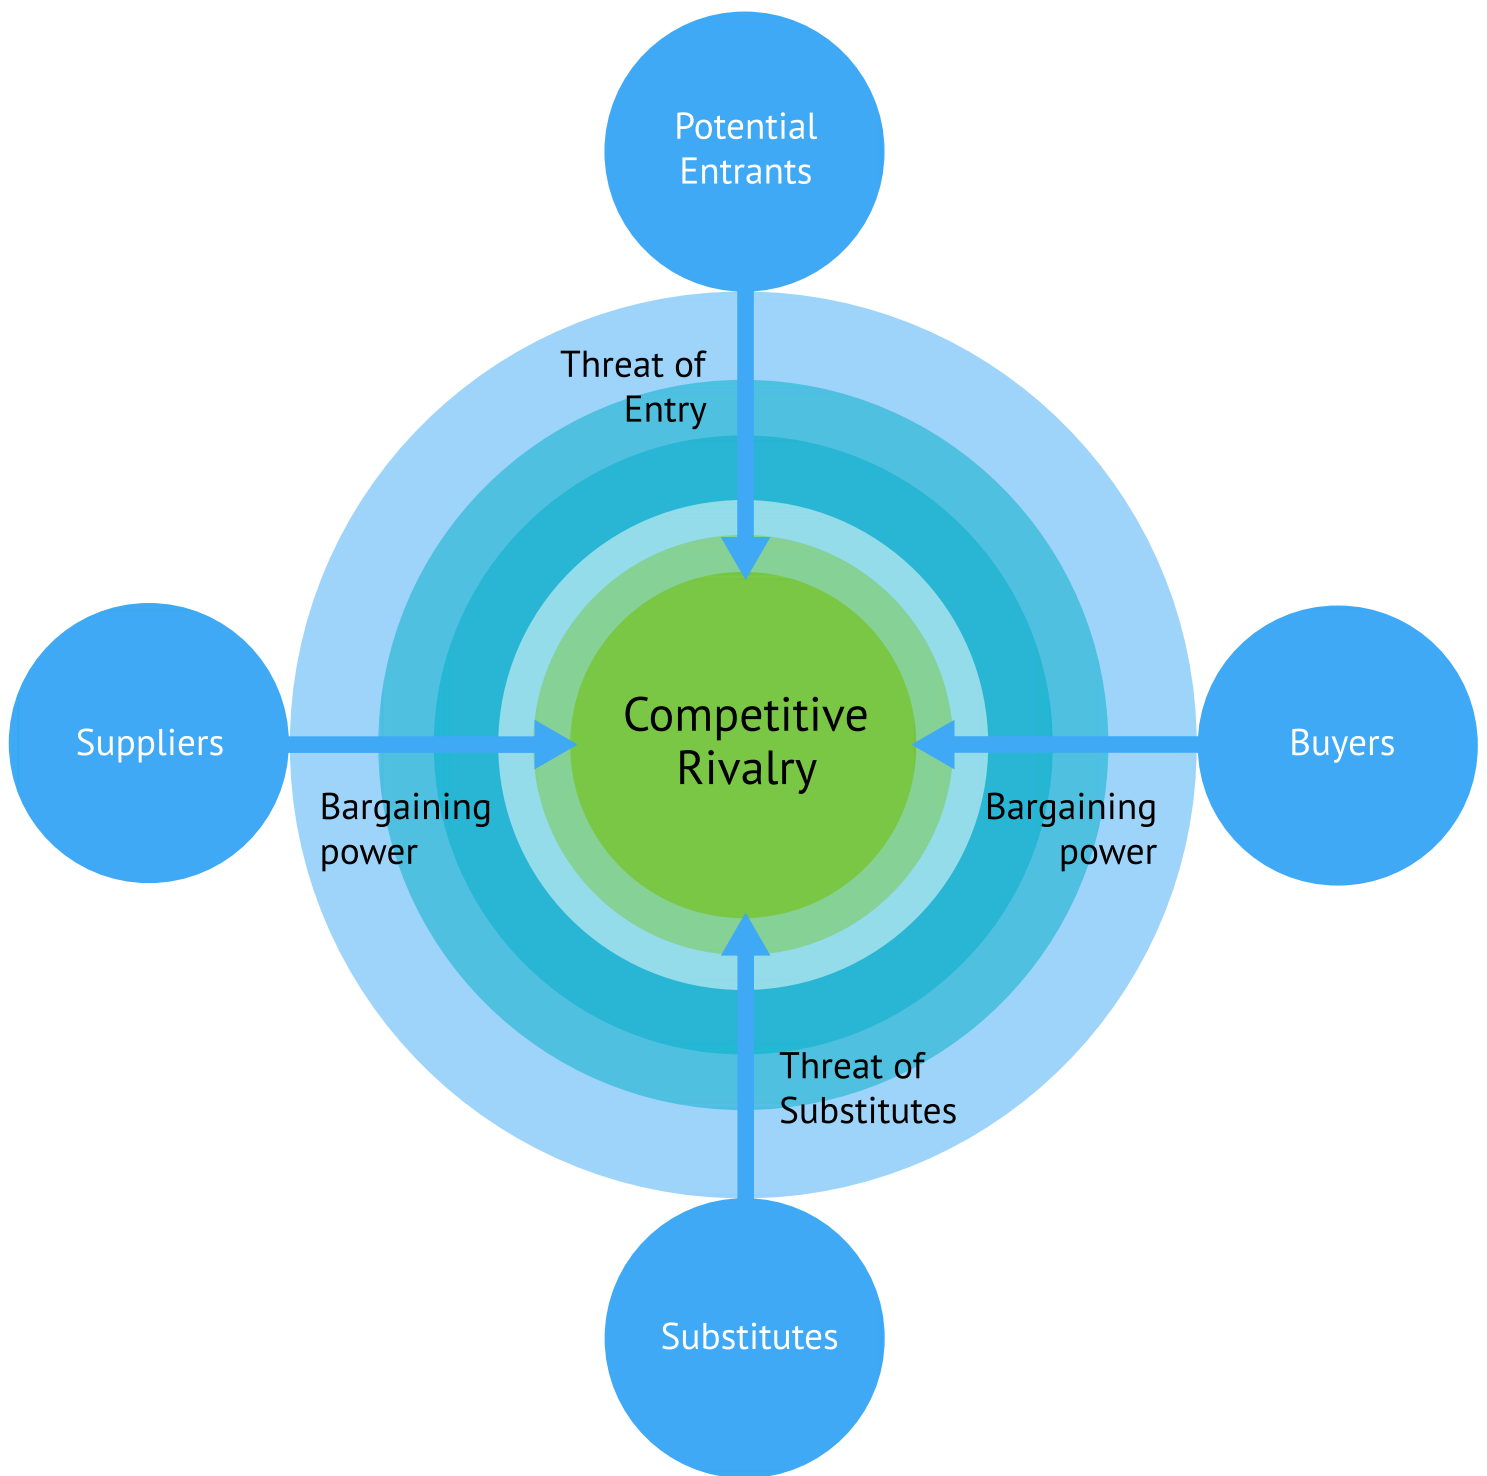 Potential
Entrants
Threat of
Entry
Suppliers
Competitive
Rivalry
Buyers
Bargaining
power
Bargaining
power
Threat of
Substitutes
Substitutes